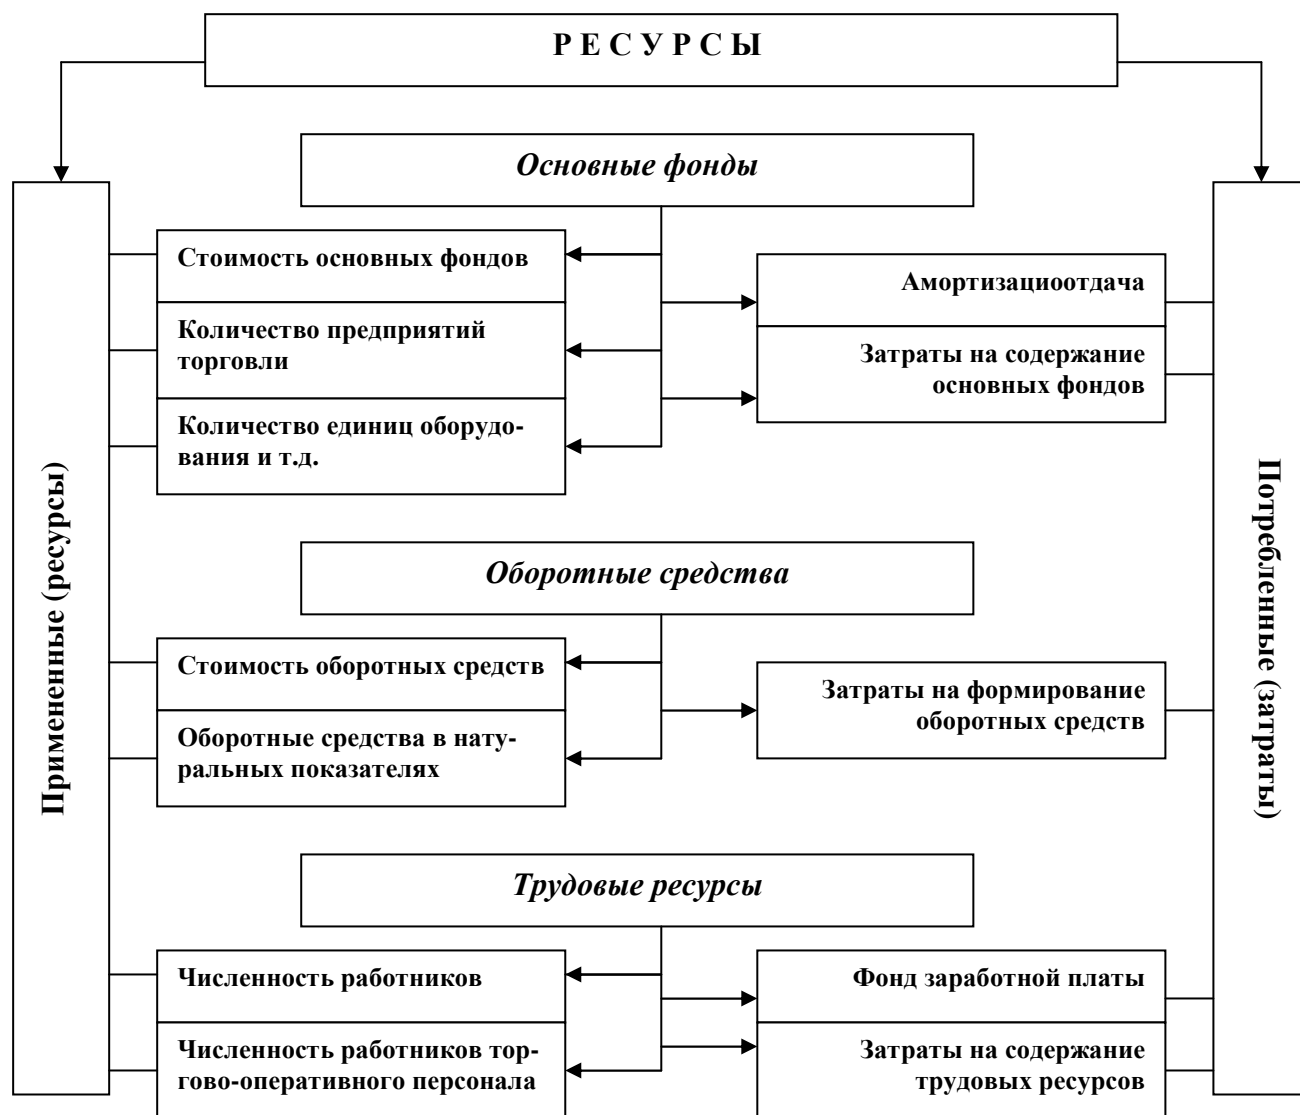 Р Е С У Р С Ы
Основные фонды
Стоимость основных фондов
Количество предприятий
торговли
Количество единиц оборудо-
вания и т.д.
Амортизациоотдача
Затраты на содержание
основных фондов
Примененные (ресурсы)
Потребленные (затраты)
Оборотные средства
Стоимость оборотных средств
Оборотные средства в нату-
ральных показателях
Затраты на формирование
оборотных средств
Трудовые ресурсы
Численность работников
Численность работников тор-
гово-оперативного персонала
Фонд заработной платы
Затраты на содержание
трудовых ресурсов